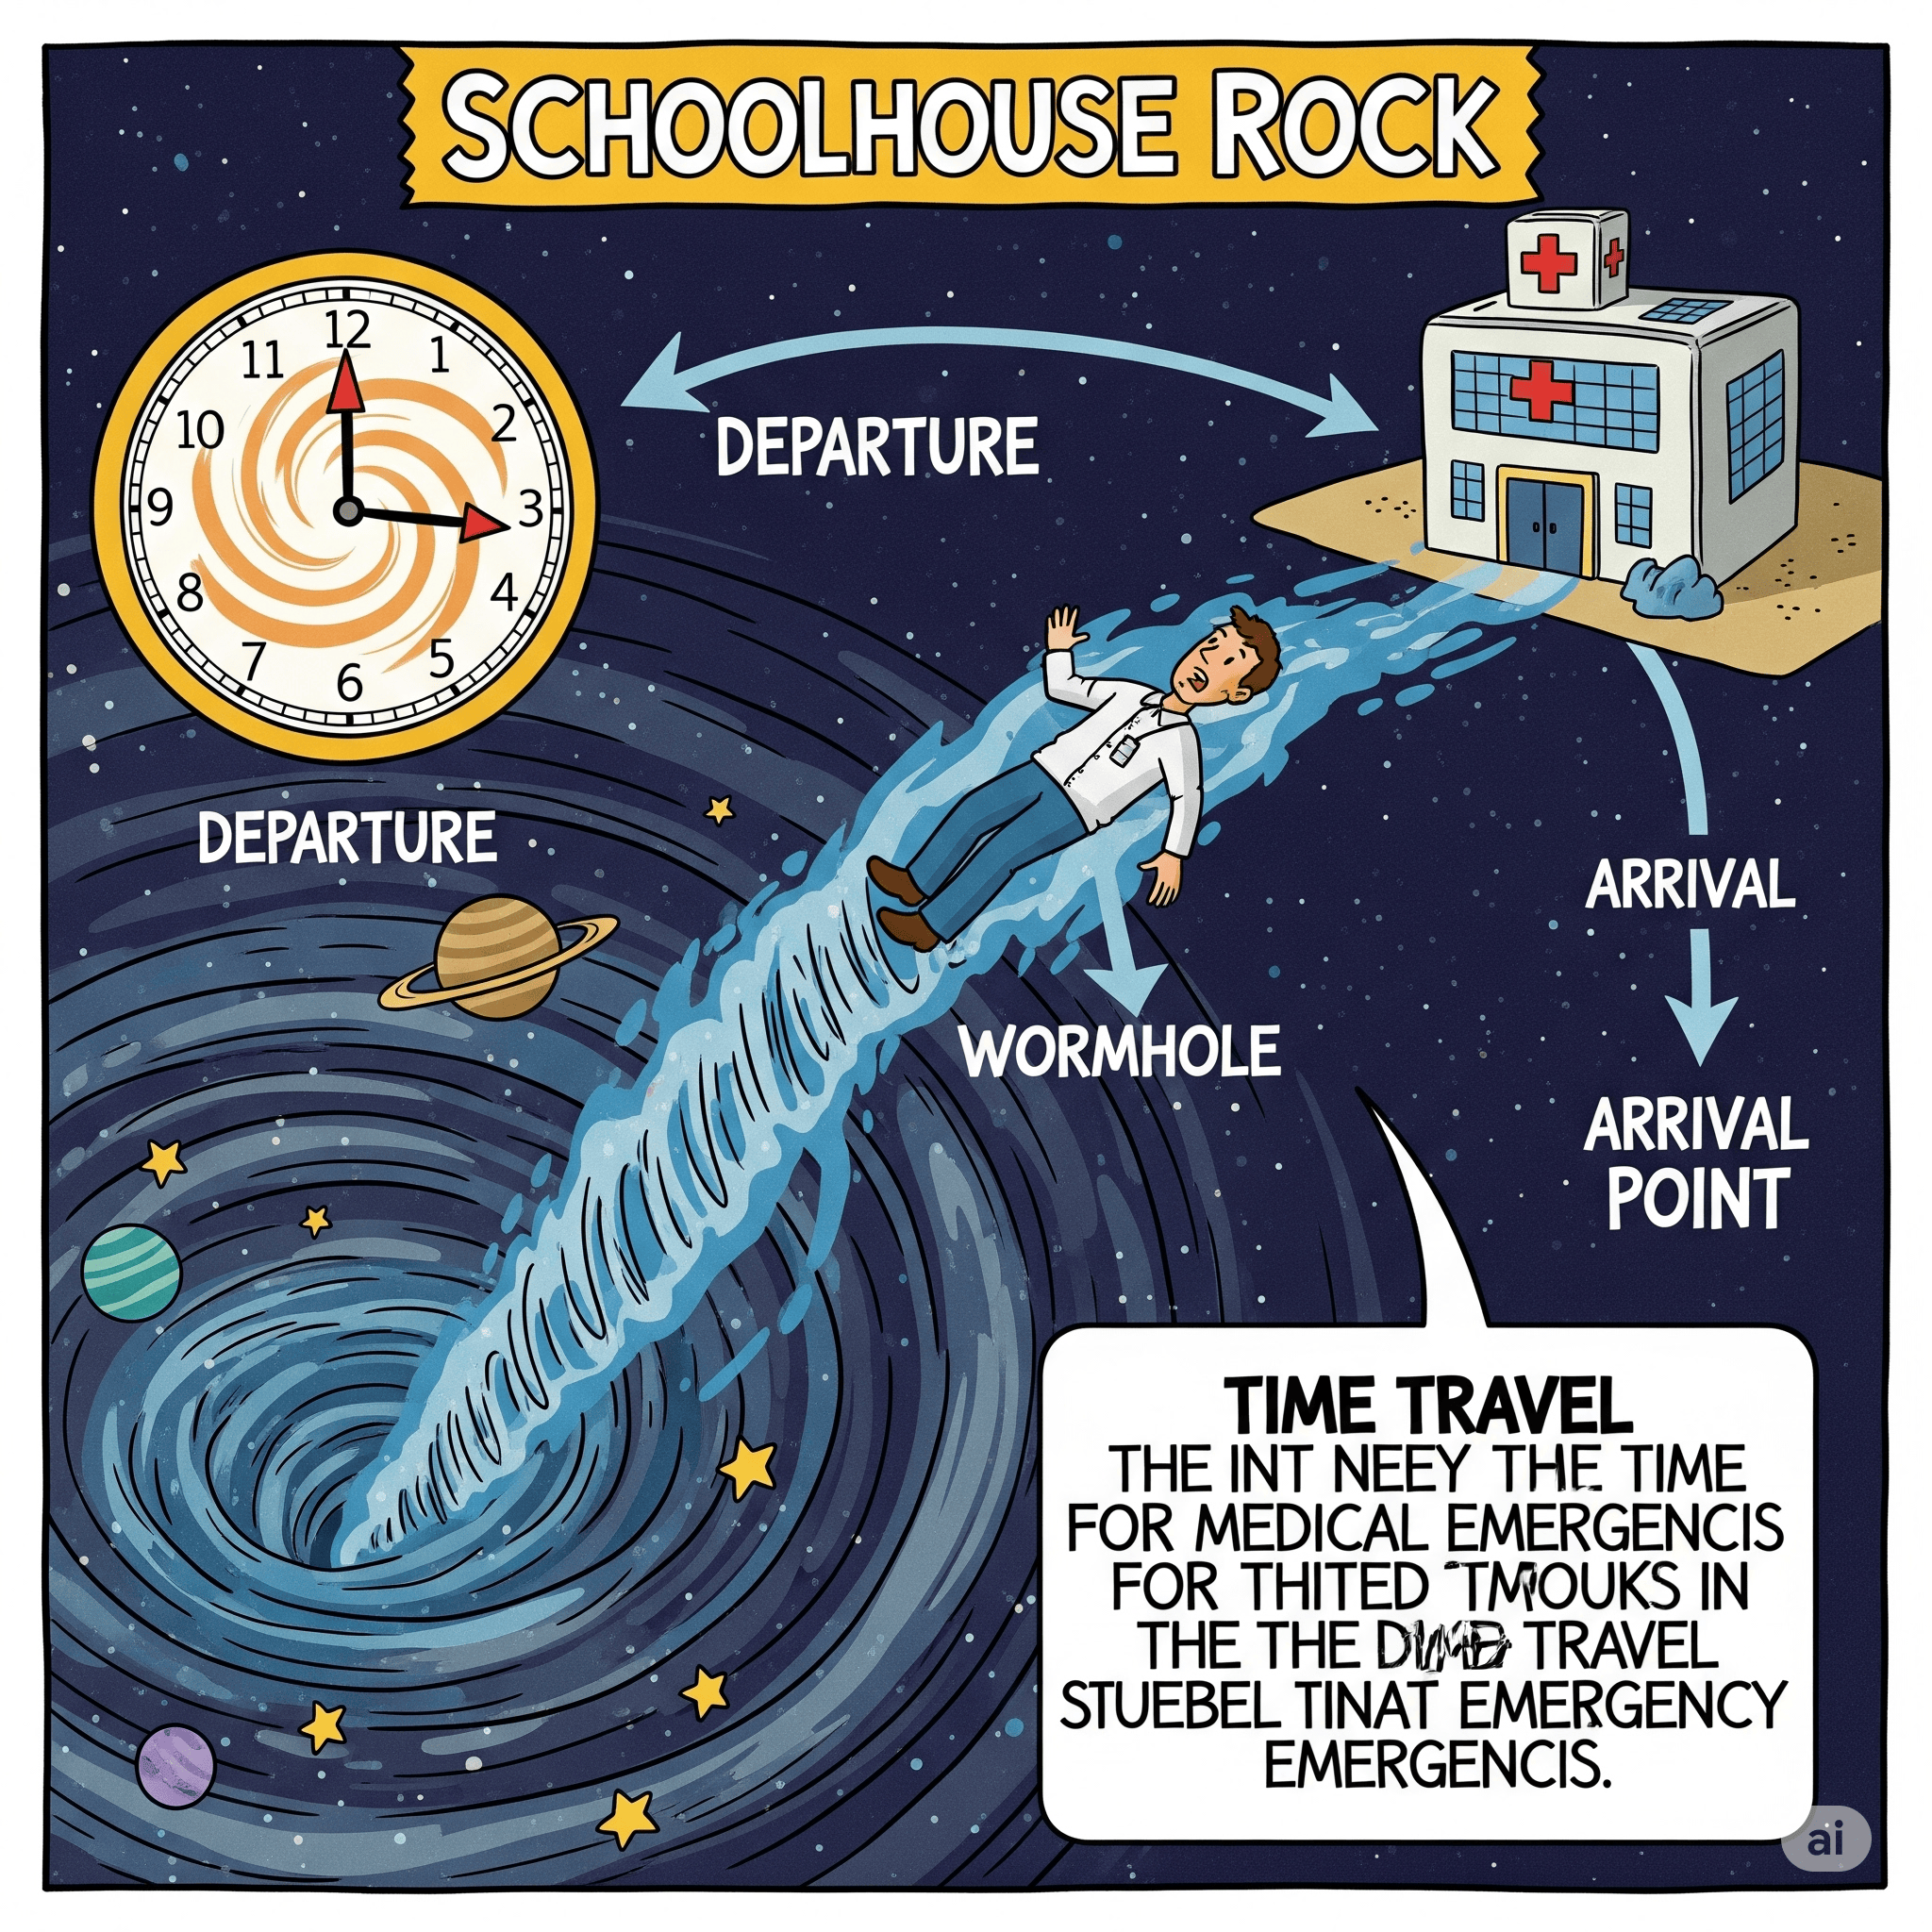 SCHOOLHOUSE ROCK
12
11 1
10 2
9 3
8 4
7 5
6
DEPARTURE
DEPARTURE
WORMHOLE
ARRIVAL
ARRIVAL
POINT
TIME TRAVEL
THE INT NEEY THE TIME
FOR MEDICAL EMERGENCIS
FOR THITED TMOUKS IN
THE THE TRAVEL
STUEBEL TINAT EMERGENCY
EMERGENCIS.
ai